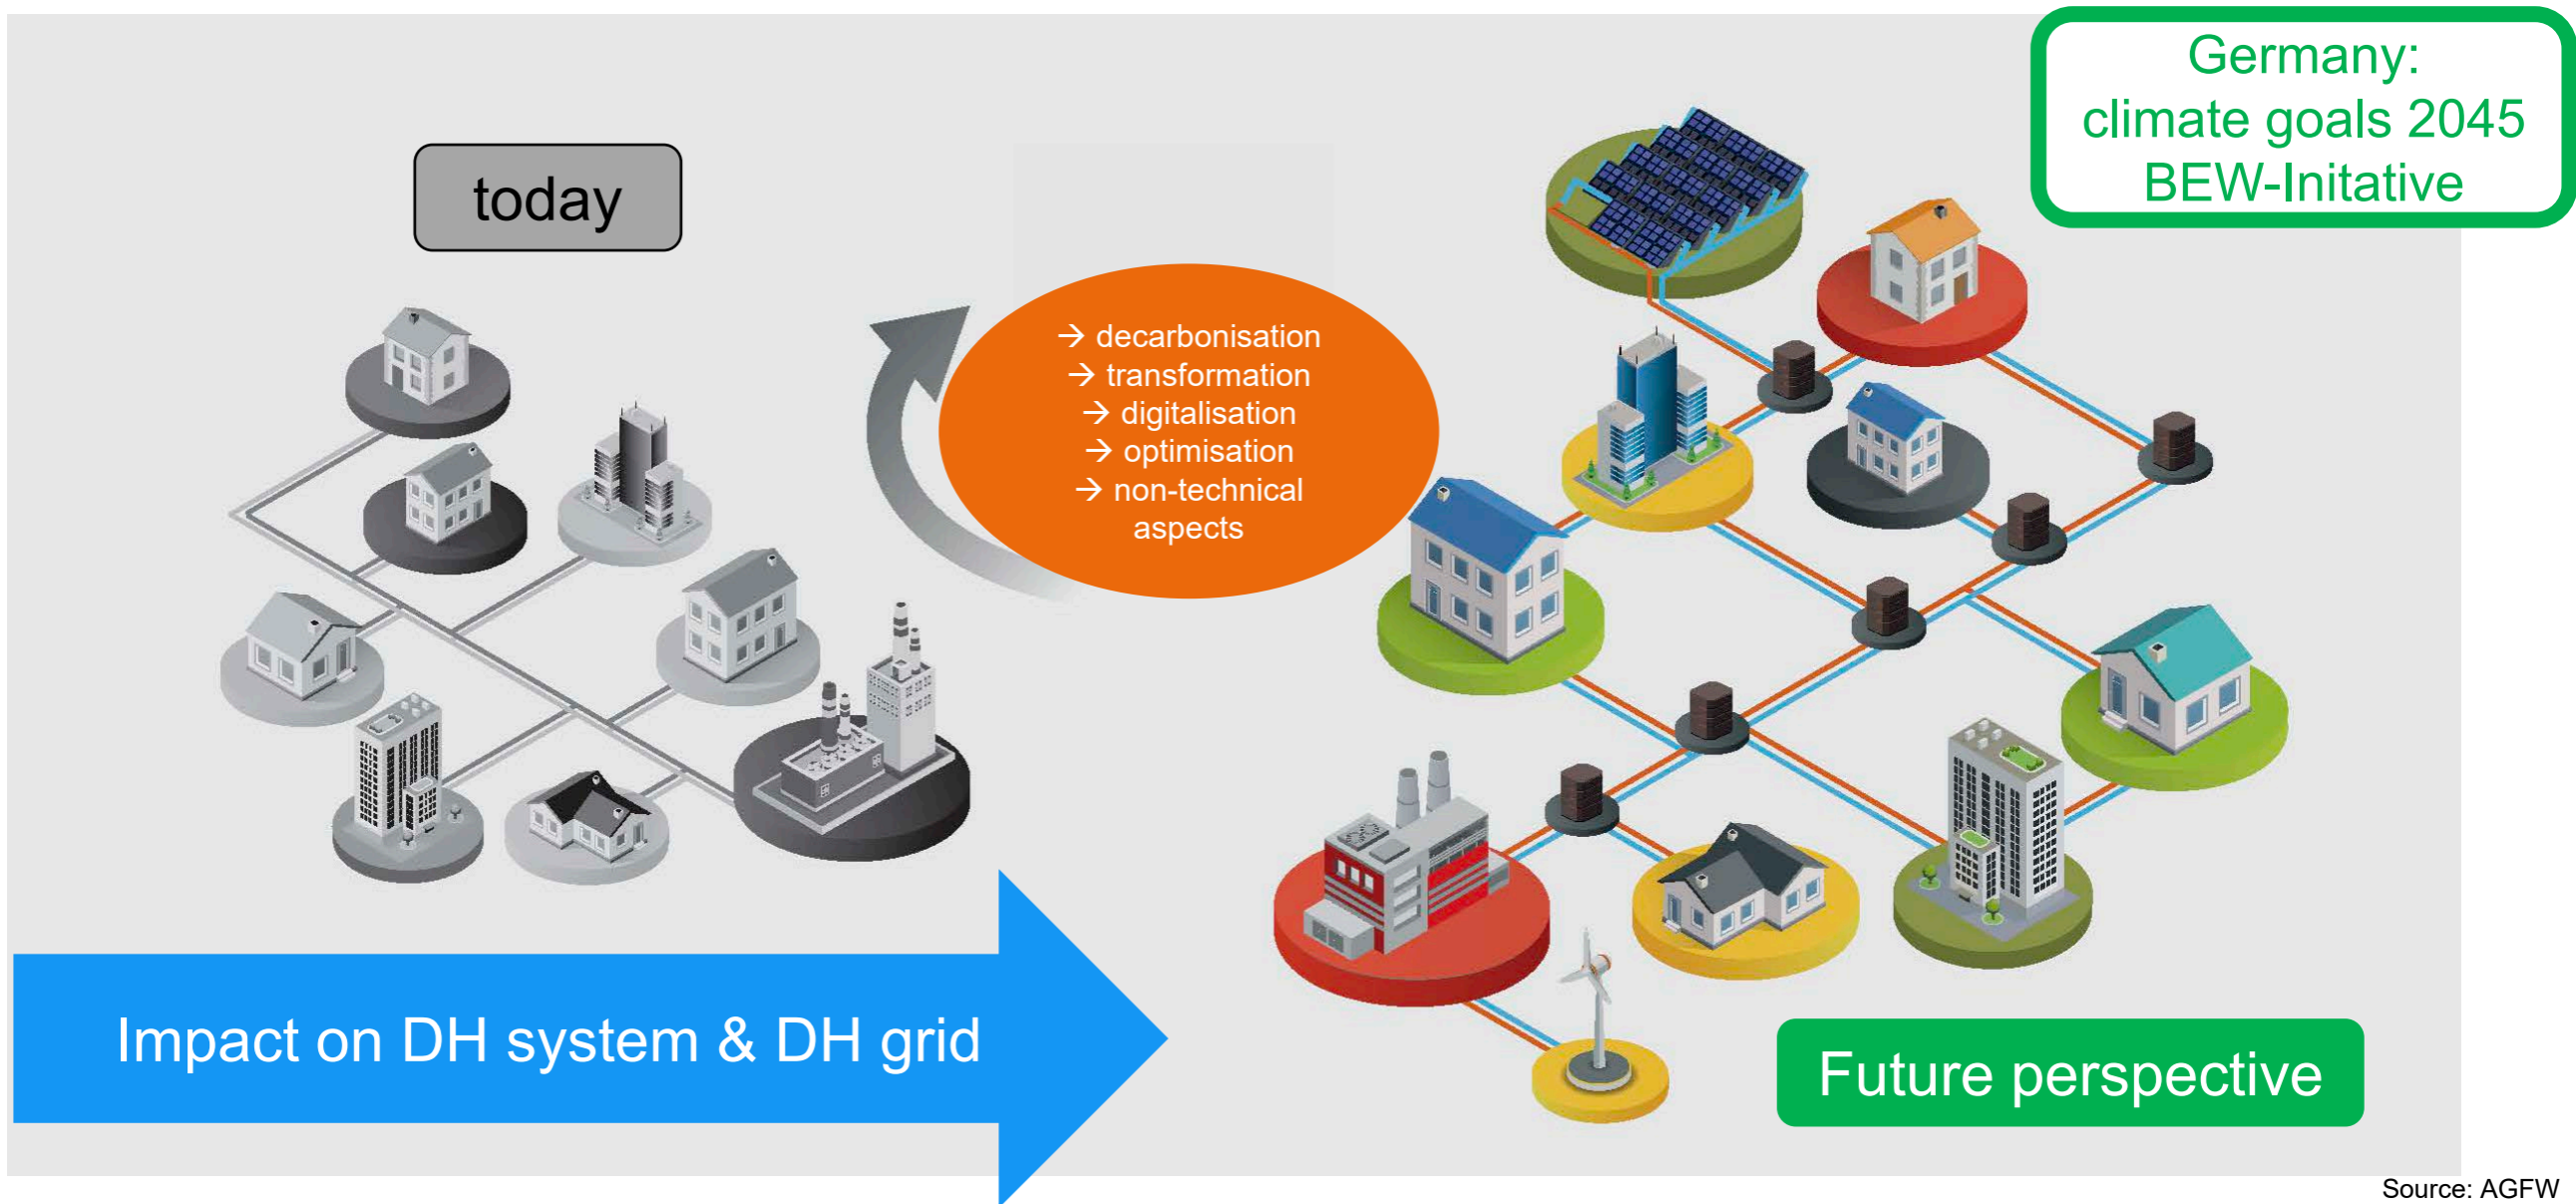 Germany:
climate goals 2045
BEW-Initative
today
→ decarbonisation
→ transformation
→ digitalisation
→ optimisation
→ non-technical
aspects
Impact on DH system & DH grid
Future perspective
Source: AGFW